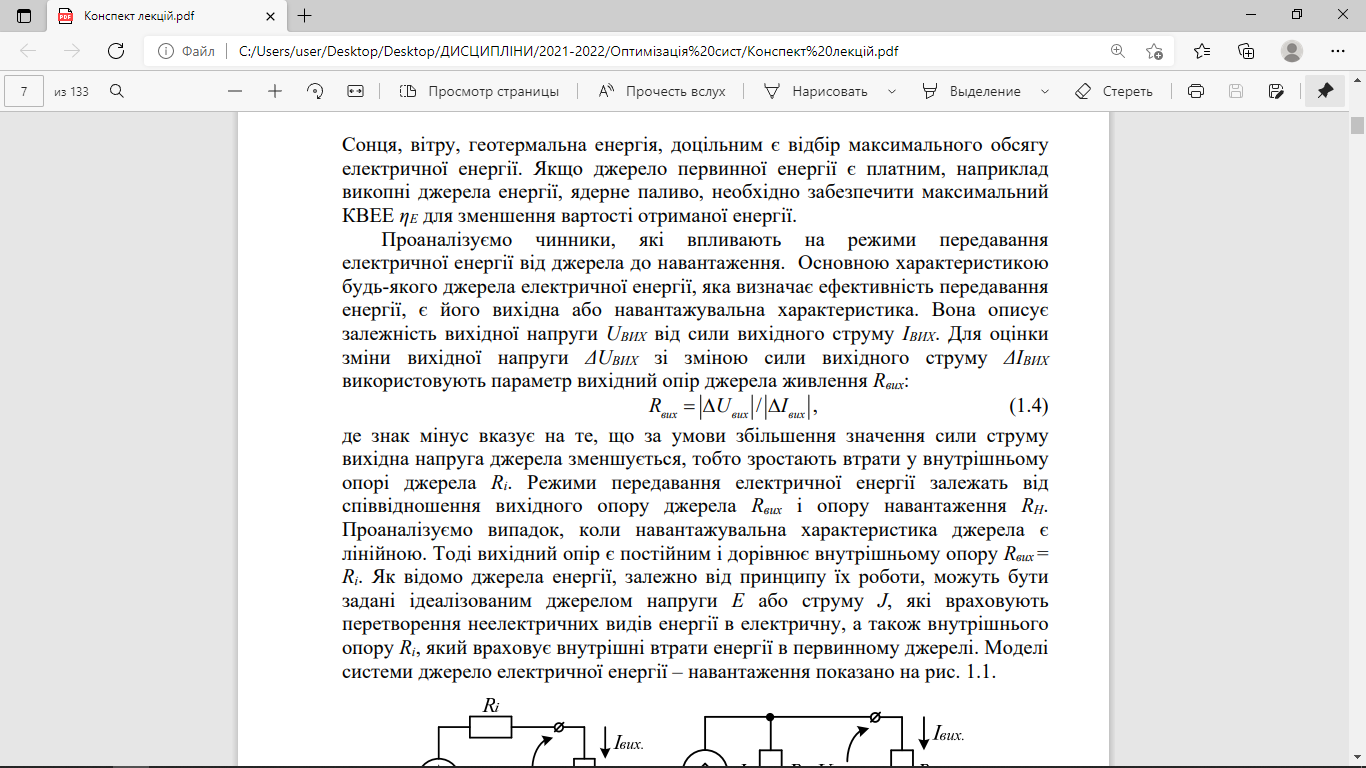 Конспект лекцій.pdf
Файл
C:/Users/user/Desktop/Desktop/ДИСЦИПЛІНИ/2021-2022/Оптимізація%20сист/Конспект%20лекцій.pdf
7 из 133
Просмотр страницы
Прочесть вслух
Нарисовать
Выделение
Стереть
Сонця, вітру, геотермальна енергія, доцільним є відбір максимального обсягу
електричної енергії. Якщо джерело первинної енергії є платним, наприклад
викопні джерела енергії, ядерне паливо, необхідно забезпечити максимальний
КВЕЕ ηE для зменшення вартості отриманої енергії.
Проаналізуємо чинники, які впливають на режими передавання
електричної енергії від джерела до навантаження. Основною характеристикою
будь-якого джерела електричної енергії, яка визначає ефективність передавання
енергії, є його вихідна або навантажувальна характеристика. Вона описує
залежність вихідної напруги UВИХ від сили вихідного струму IВИХ. Для оцінки
зміни вихідної напруги ΔUВИХ зі зміною сили вихідного струму ΔIВИХ
використовують параметр вихідний опір джерела живлення Rвих:
Rвих = |ΔUвих| / |ΔIвих|, (1.4)
де знак мінус вказує на те, що за умови збільшення значення сили струму
вихідна напруга джерела зменшується, тобто зростають втрати у внутрішньому
опорі джерела Ri. Режими передавання електричної енергії залежать від
співвідношення вихідного опору джерела Rвих і опору навантаження RН.
Проаналізуємо випадок, коли навантажувальна характеристика джерела є
лінійною. Тоді вихідний опір є постійним і дорівнює внутрішньому опору Rвих =
Ri. Як відомо джерела енергії, залежно від принципу їх роботи, можуть бути
задані ідеалізованим джерелом напруги E або струму J, які враховують
перетворення неелектричних видів енергії в електричну, а також внутрішнього
опору Ri, який враховує внутрішні втрати енергії в первинному джерелі. Моделі
системи джерело електричної енергії – навантаження показано на рис. 1.1.
Ri
Iвих.
Iвих.